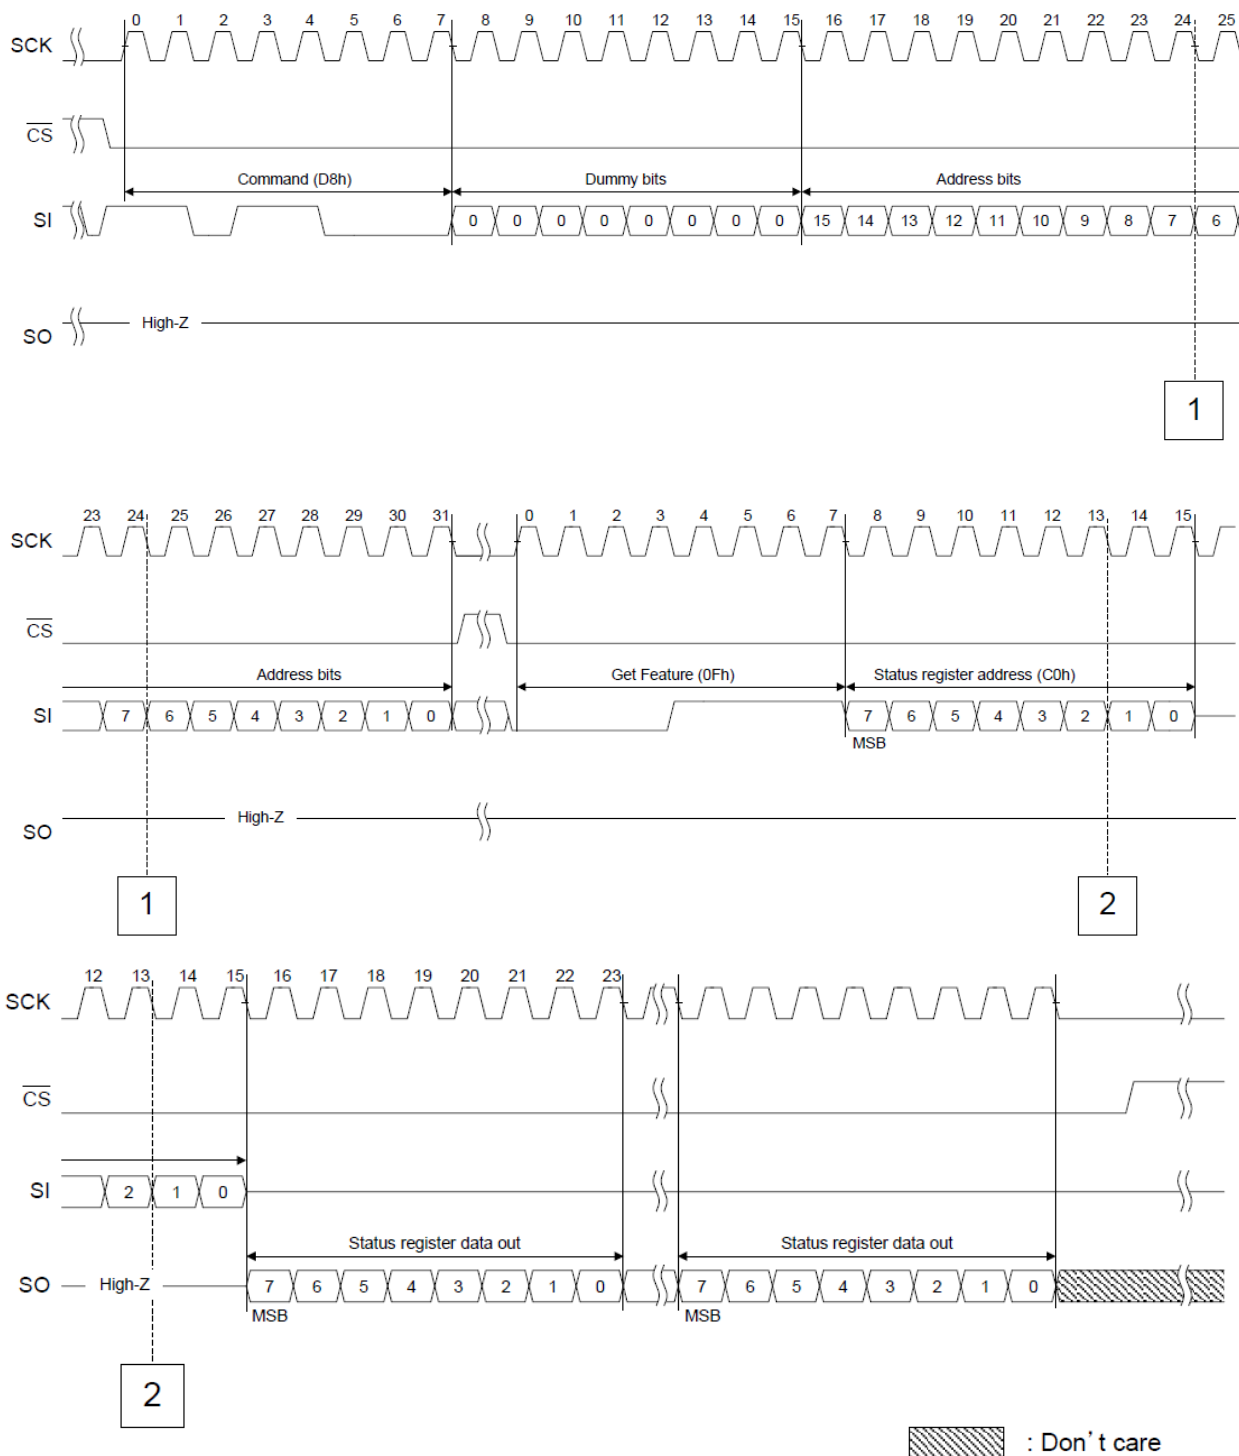 0 1 2 3 4 5 6 7 8 9 10 11 12 13 14 15 16 17 18 19 20 21 22 23 24 25
SCK
CS
Command (D8h) Dummy bits Address bits
SI 0 0 0 0 0 0 0 0 15 14 13 12 11 10 9 8 7 6
SO High-Z
1
23 24 25 26 27 28 29 30 31 0 1 2 3 4 5 6 7 8 9 10 11 12 13 14 15
SCK
CS
Address bits Get Feature (0Fh) Status register address (C0h)
SI 7 6 5 4 3 2 1 0 7 6 5 4 3 2 1 0
MSB
SO High-Z
1 2
12 13 14 15 16 17 18 19 20 21 22 23
SCK
CS
SI 2 1 0
Status register data out Status register data out
SO High-Z 7 6 5 4 3 2 1 0 7 6 5 4 3 2 1 0
MSB MSB
2
: Don't care